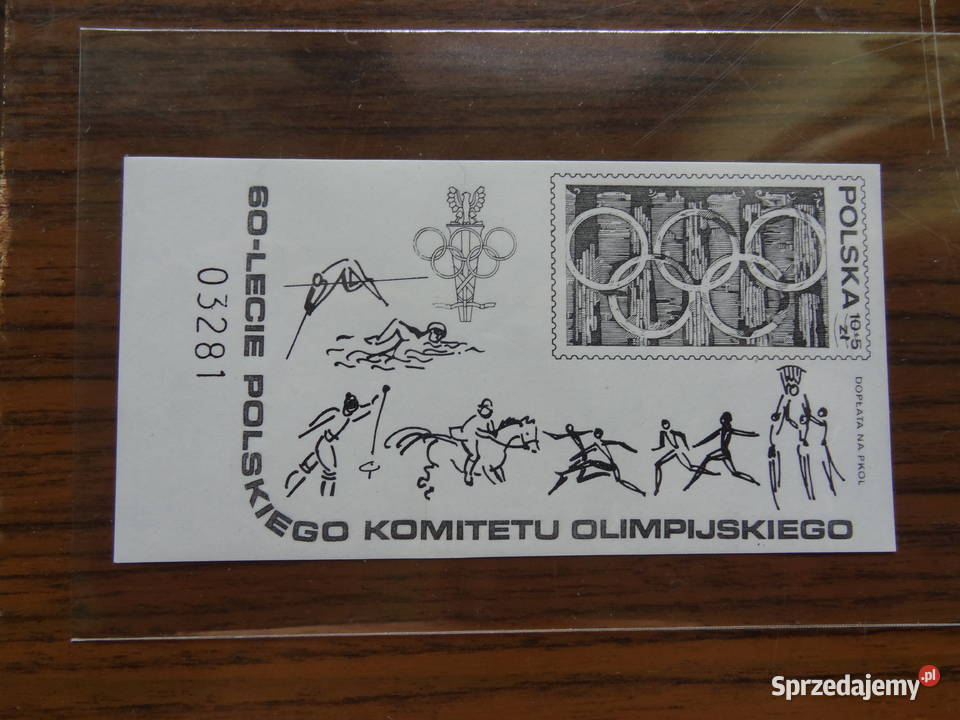 60-LECIE POLSKIEGO KOMITETU OLIMPIJSKIEGO
03281
POLSKA 10+5 zł
DOPŁATA NA PKOL
Sprzedajemy.pl